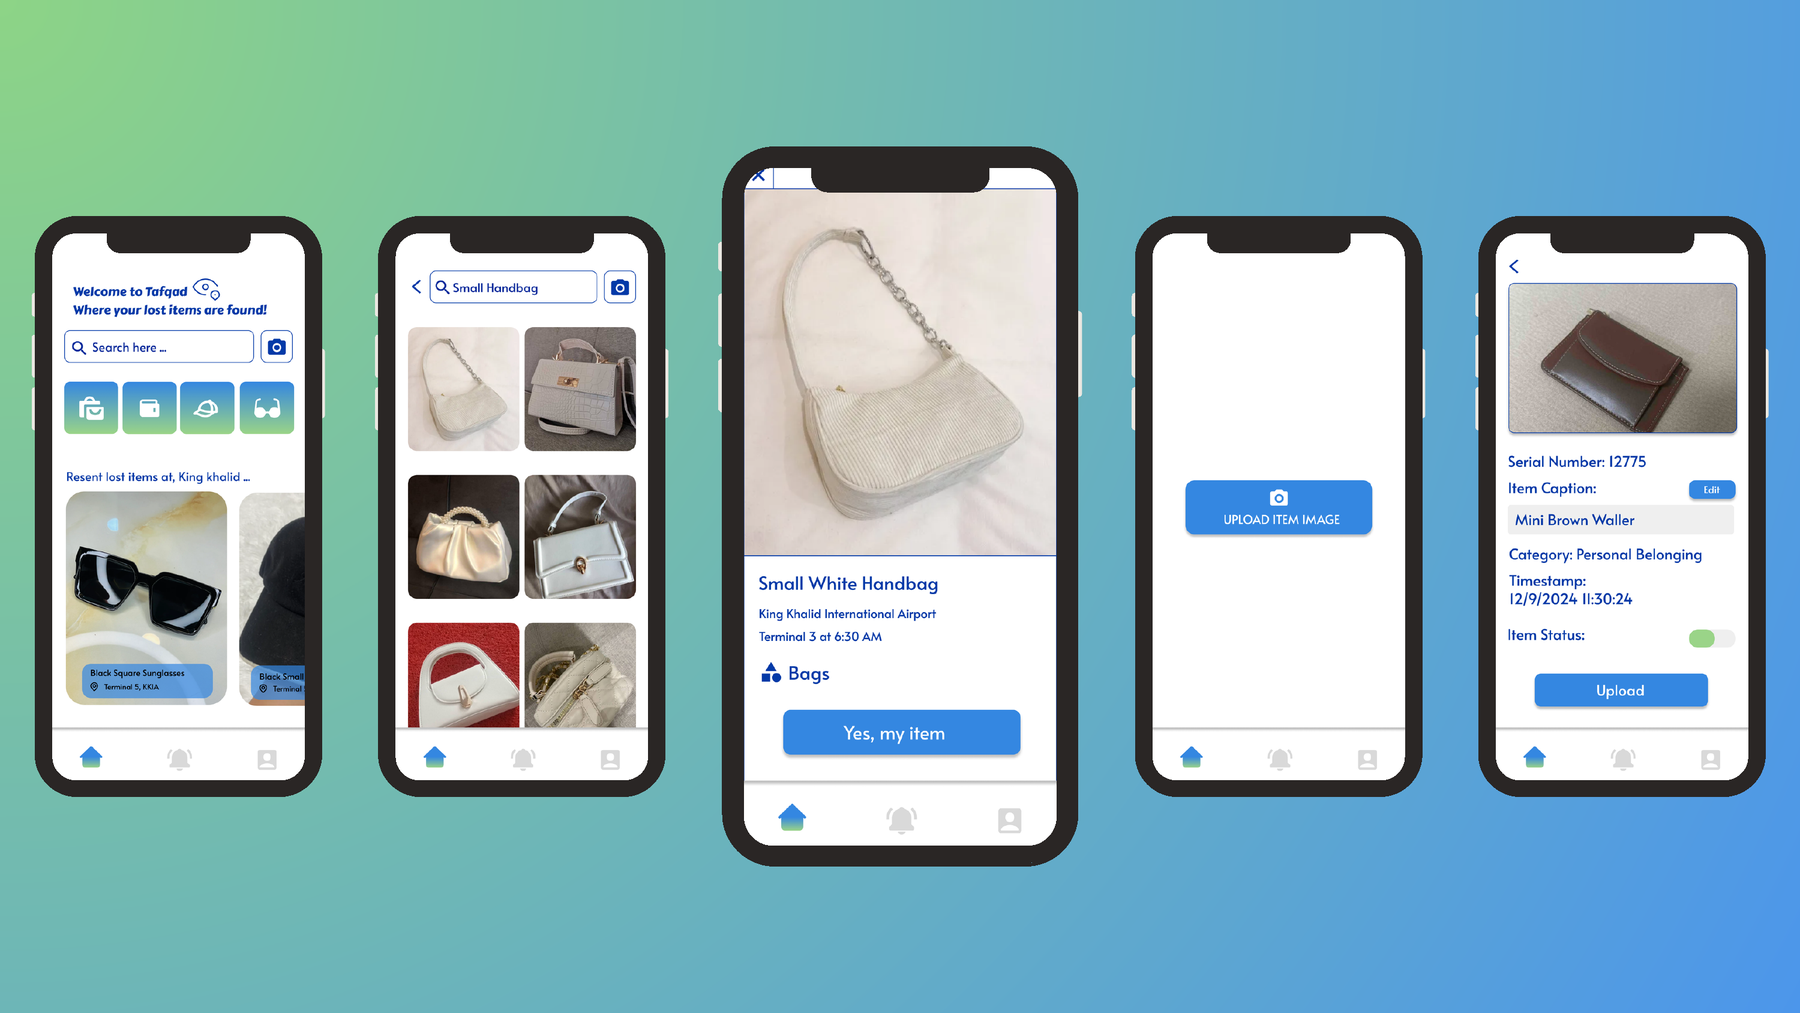 Welcome to Tafqad
Where your lost items are found!
Search here ...
Resent lost items at, King khalid ...
Black Square Sunglasses
Terminal 5, KKIA
Black Small
Terminal
Small Handbag
Small White Handbag
King Khalid International Airport
Terminal 3 at 6:30 AM
Bags
Yes, my item
UPLOAD ITEM IMAGE
Serial Number: 12775
Item Caption:
Edit
Mini Brown Waller
Category: Personal Belonging
Timestamp:
12/9/2024 11:30:24
Item Status:
Upload